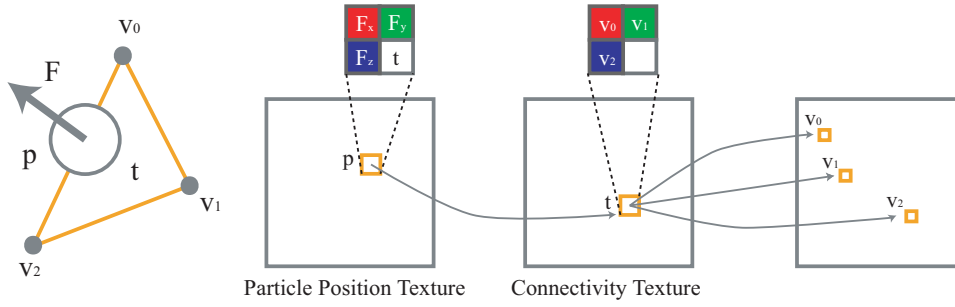 v0
F
p
t
v1
v2
Fx Fy
Fz t
p
Particle Position Texture
v0 v1
v2
t
Connectivity Texture
v0
v1
v2